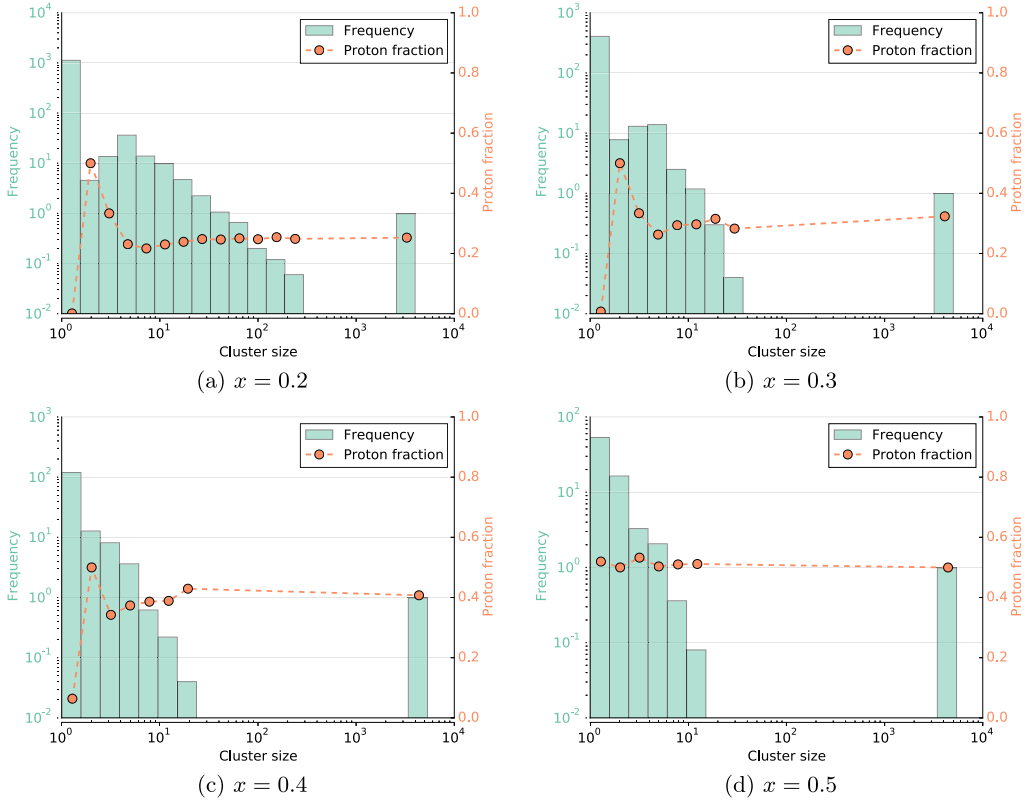 Frequency
Proton fraction
10^4
10^3
10^2
10^1
10^0
10^-1
10^-2
Frequency
1.0
0.8
0.6
0.4
0.2
0.0
Proton fraction
10^0 10^1 10^2 10^3 10^4
Cluster size
(a) x = 0.2
Frequency
Proton fraction
10^3
10^2
10^1
10^0
10^-1
10^-2
Frequency
1.0
0.8
0.6
0.4
0.2
0.0
Proton fraction
10^0 10^1 10^2 10^3 10^4
Cluster size
(b) x = 0.3
Frequency
Proton fraction
10^3
10^2
10^1
10^0
10^-1
10^-2
Frequency
1.0
0.8
0.6
0.4
0.2
0.0
Proton fraction
10^0 10^1 10^2 10^3 10^4
Cluster size
(c) x = 0.4
Frequency
Proton fraction
10^2
10^1
10^0
10^-1
10^-2
Frequency
1.0
0.8
0.6
0.4
0.2
0.0
Proton fraction
10^0 10^1 10^2 10^3 10^4
Cluster size
(d) x = 0.5